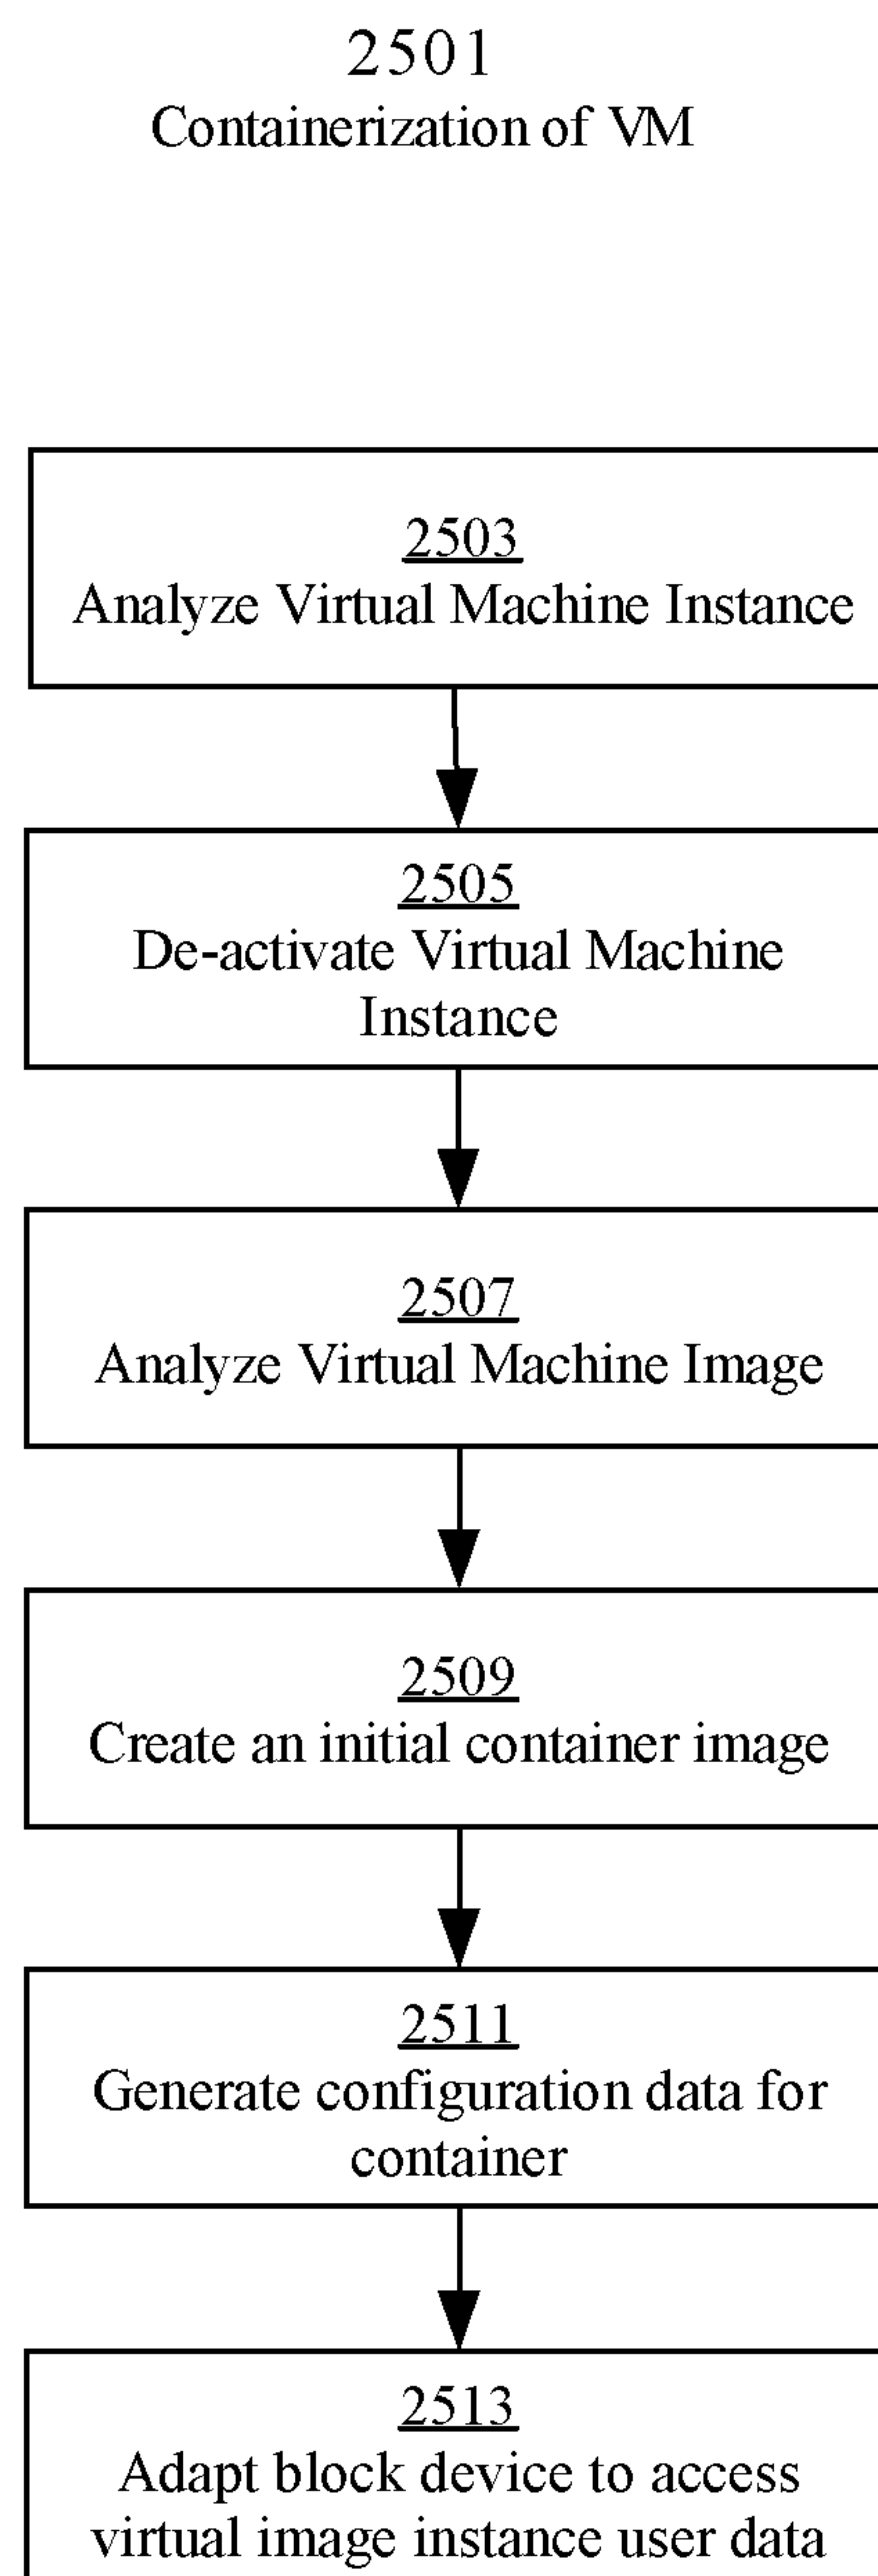 2501
Containerization of VM
2503
Analyze Virtual Machine Instance
2505
De-activate Virtual Machine
Instance
2507
Analyze Virtual Machine Image
2509
Create an initial container image
2511
Generate configuration data for
container
2513
Adapt block device to access
virtual image instance user data